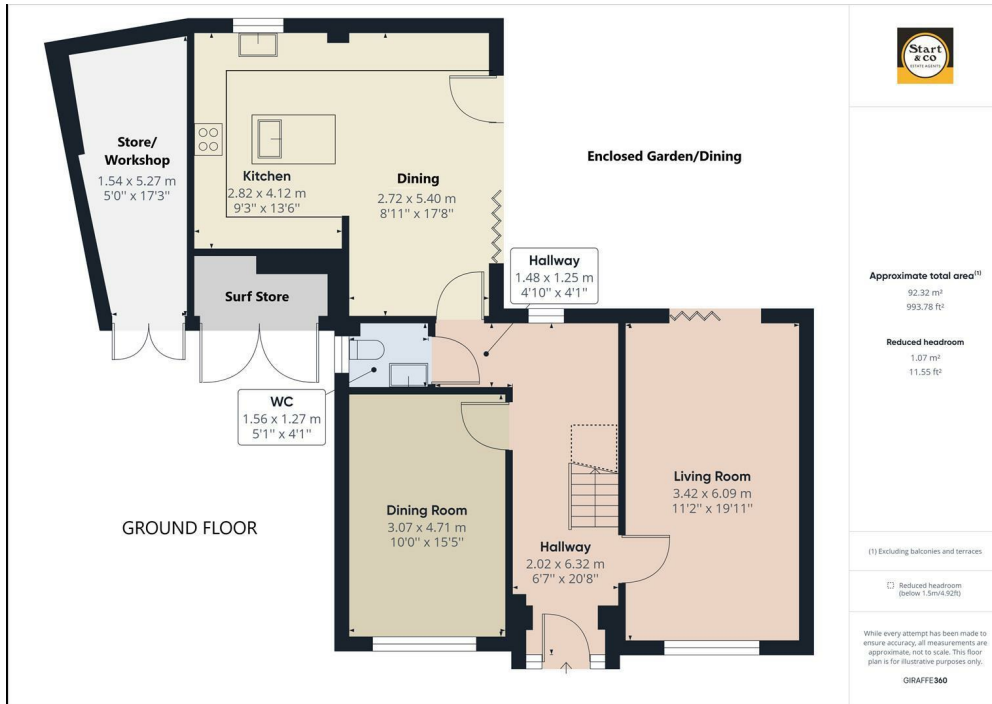 Store/
Workshop
1.54 x 5.27 m
5'0" x 17'3"
Kitchen
2.82 x 4.12 m
9'3" x 13'6"
Dining
2.72 x 5.40 m
8'11" x 17'8"
Enclosed Garden/Dining
Surf Store
Hallway
1.48 x 1.25 m
4'10" x 4'1"
WC
1.56 x 1.27 m
5'1" x 4'1"
Dining Room
3.07 x 4.71 m
10'0" x 15'5"
Hallway
2.02 x 6.32 m
6'7" x 20'8"
Living Room
3.42 x 6.09 m
11'2" x 19'11"
GROUND FLOOR
Start
& CO
ESTATE AGENTS
Approximate total area(1)
92.32 m²
993.78 ft²
Reduced headroom
1.07 m²
11.55 ft²
(1) Excluding balconies and terraces
Reduced headroom
(below 1.5m/4.92ft)
While every attempt has been made to
ensure accuracy, all measurements are
approximate, not to scale. This floor
plan is for illustrative purposes only.
GIRAFFE360